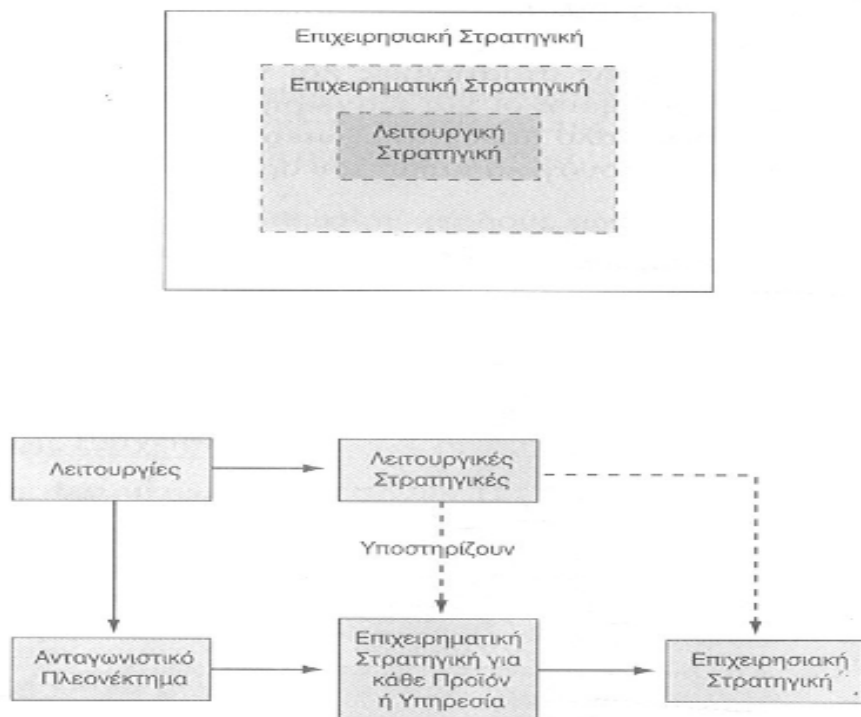 Επιχειρησιακή Στρατηγική
Επιχειρηματική Στρατηγική
Λειτουργική
Στρατηγική
Λειτουργίες
Λειτουργικές
Στρατηγικές
Υποστηρίζουν
Ανταγωνιστικό
Πλεονέκτημα
Επιχειρηματική
Στρατηγική για
κάθε Προϊόν
ή Υπηρεσία
Επιχειρησιακή
Στρατηγική